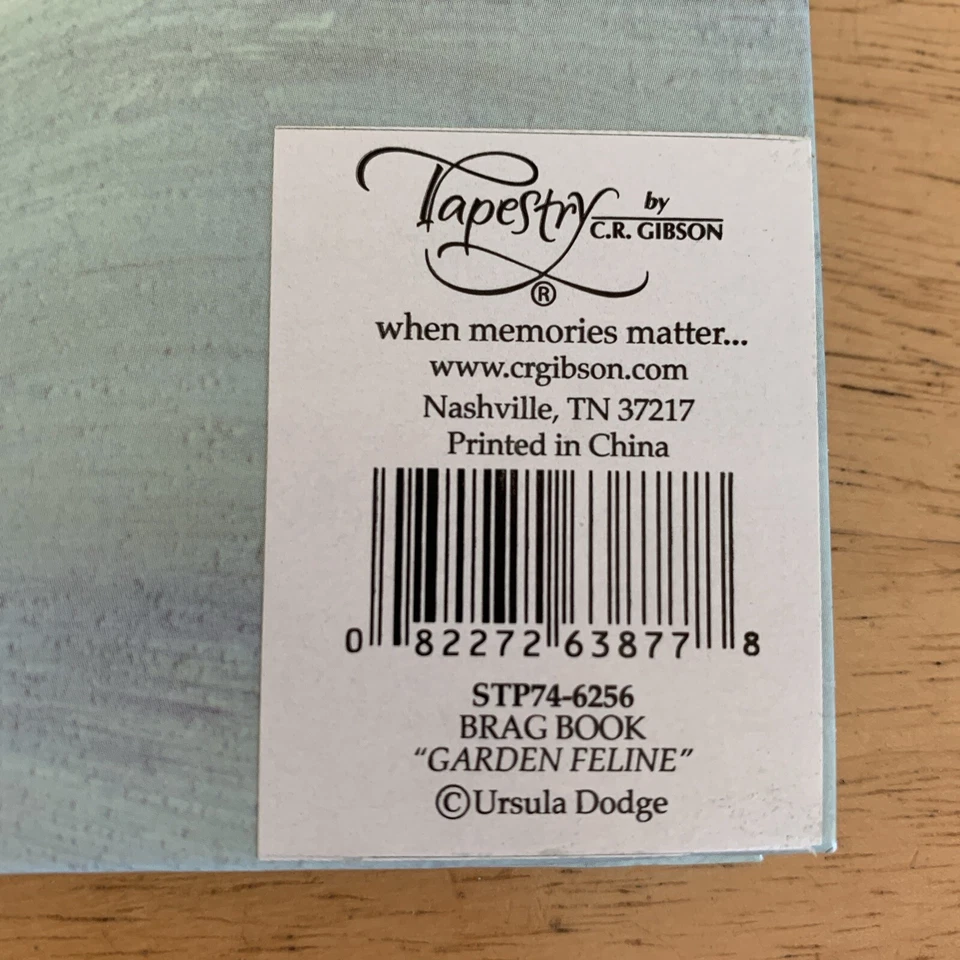 Tapestry by
C.R. GIBSON
®
when memories matter...
www.crgibson.com
Nashville, TN 37217
Printed in China
0 82272 63877 8
STP74-6256
BRAG BOOK
“GARDEN FELINE”
©Ursula Dodge